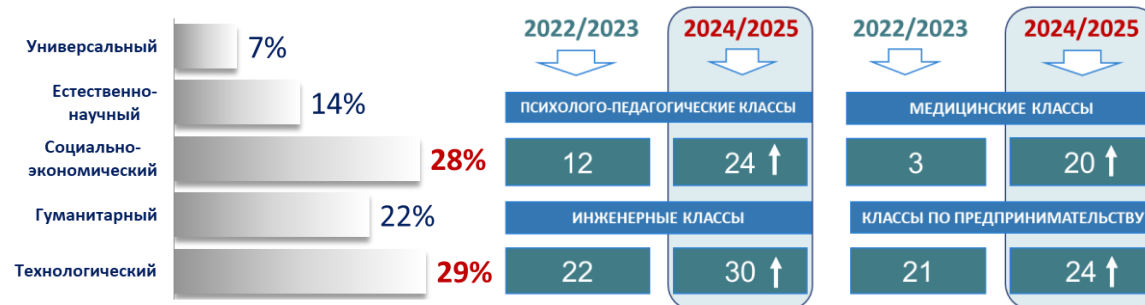 Универсальный
7%
Естественно-
научный
14%
Социально-
экономический
28%
Гуманитарный
22%
Технологический
29%
2022/2023
2024/2025
ПСИХОЛОГО-ПЕДАГОГИЧЕСКИЕ КЛАССЫ
12
24
ИНЖЕНЕРНЫЕ КЛАССЫ
22
30
2022/2023
2024/2025
МЕДИЦИНСКИЕ КЛАССЫ
3
20
КЛАССЫ ПО ПРЕДПРИНИМАТЕЛЬСТВУ
21
24